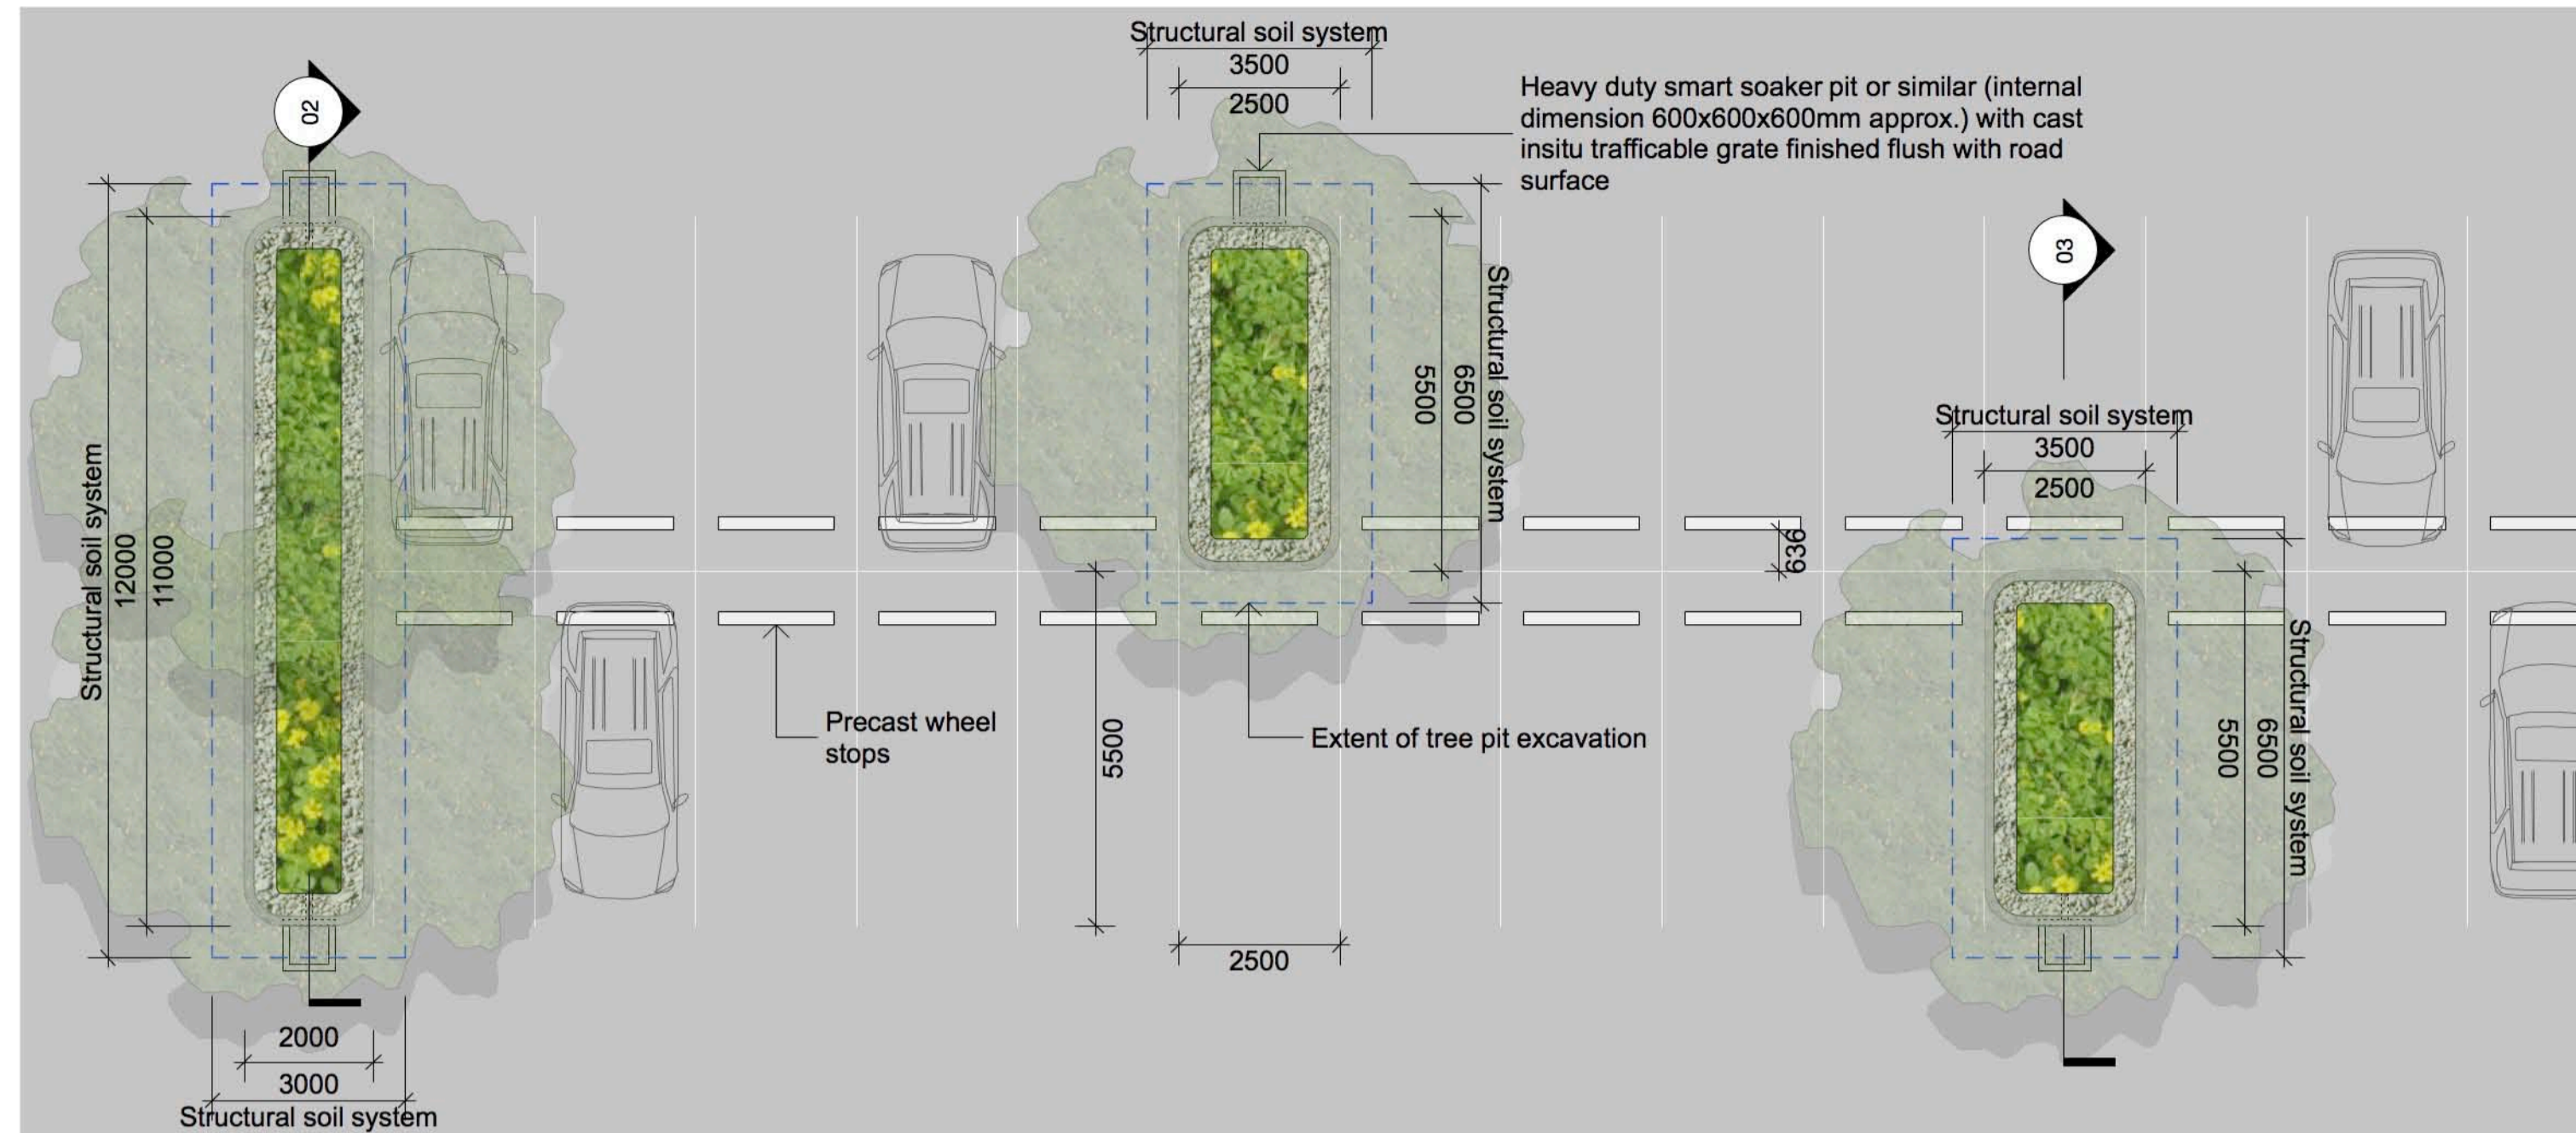 Structural soil system
3500
2500
Heavy duty smart soaker pit or similar (internal
dimension 600x600x600mm approx.) with cast
insitu trafficable grate finished flush with road
surface
02
03
Structural soil system
12000
11000
5500
6500
Structural soil system
Structural soil system
3500
2500
636
Precast wheel
stops
5500
Extent of tree pit excavation
5500
6500
Structural soil system
2500
2000
3000
Structural soil system